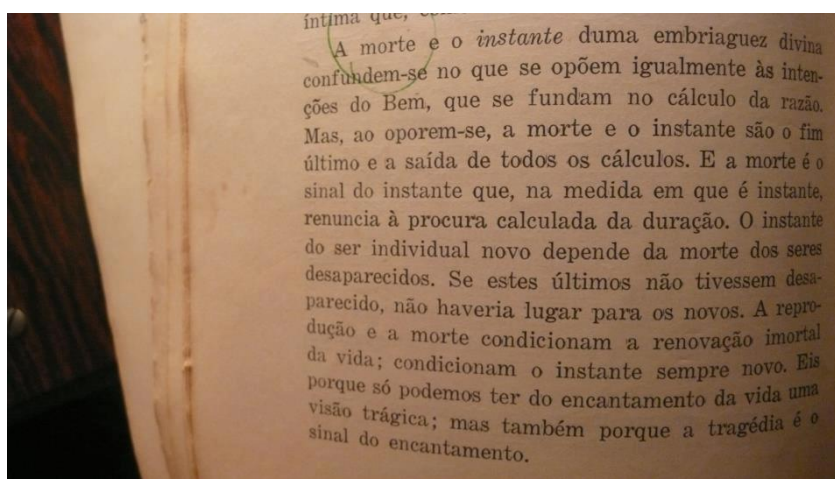 íntima que,
A morte e o instante duma embriaguez divina
confundem-se no que se opõem igualmente às inten-
ções do Bem, que se fundam no cálculo da razão.
Mas, ao oporem-se, a morte e o instante são o fim
último e a saída de todos os cálculos. E a morte é o
sinal do instante que, na medida em que é instante,
renuncia à procura calculada da duração. O instante
do ser individual novo depende da morte dos seres
desaparecidos. Se estes últimos não tivessem desa-
parecido, não haveria lugar para os novos. A repro-
dução e a morte condicionam a renovação imortal
da vida; condicionam o instante sempre novo. Eis
porque só podemos ter do encantamento da vida uma
visão trágica; mas também porque a tragédia é o
sinal do encantamento.